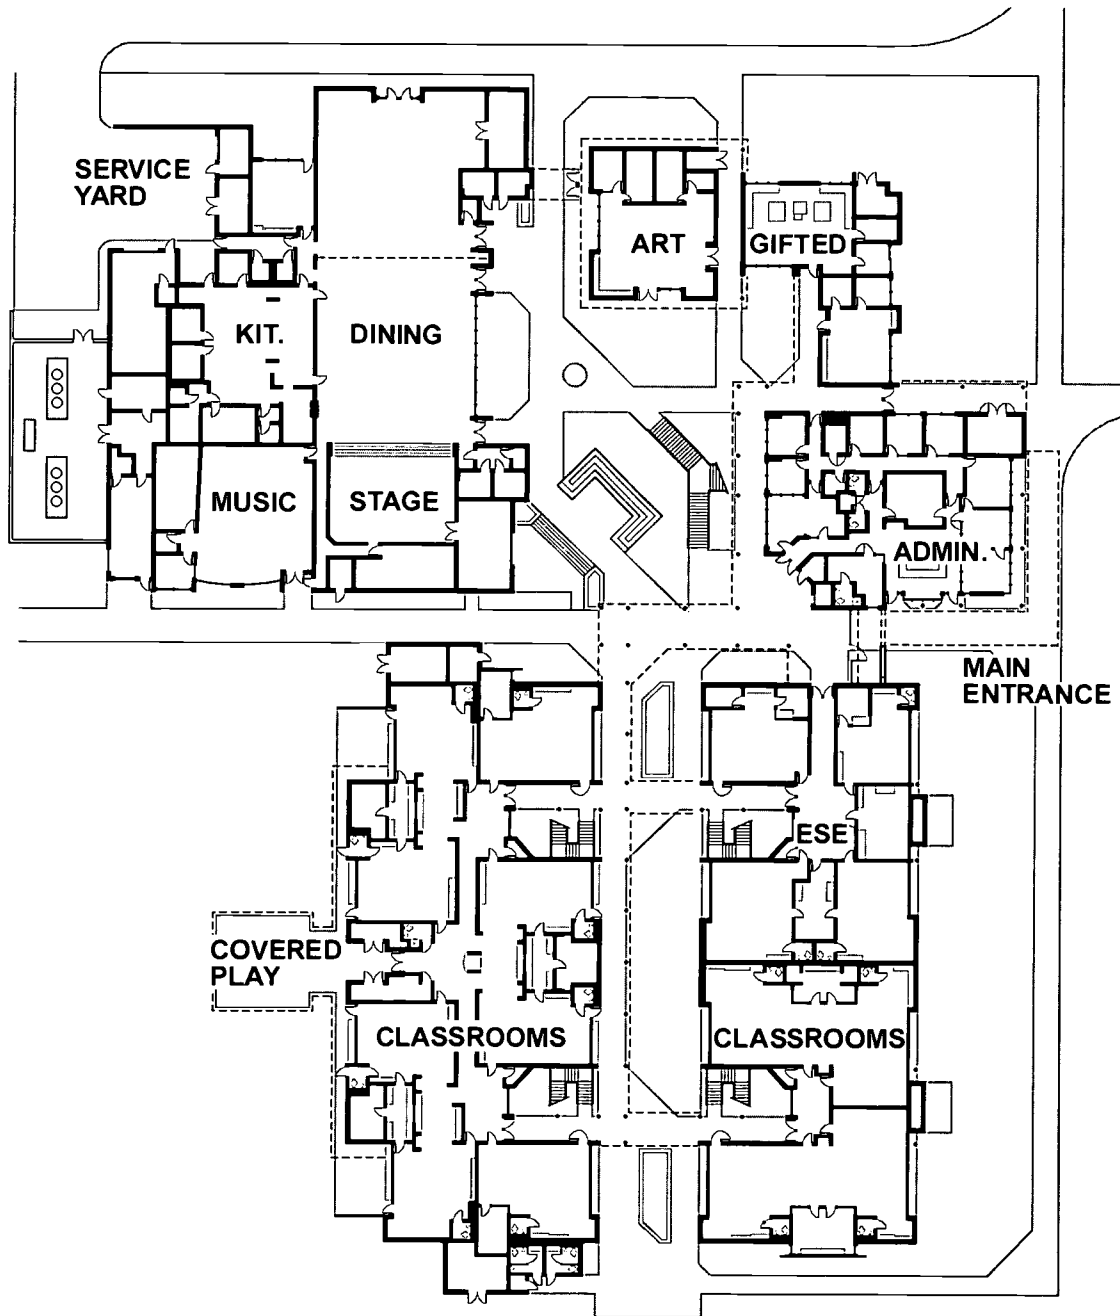 SERVICE
YARD
ART
GIFTED
KIT.
DINING
MUSIC
STAGE
ADMIN.
MAIN
ENTRANCE
ESE
COVERED
PLAY
CLASSROOMS
CLASSROOMS